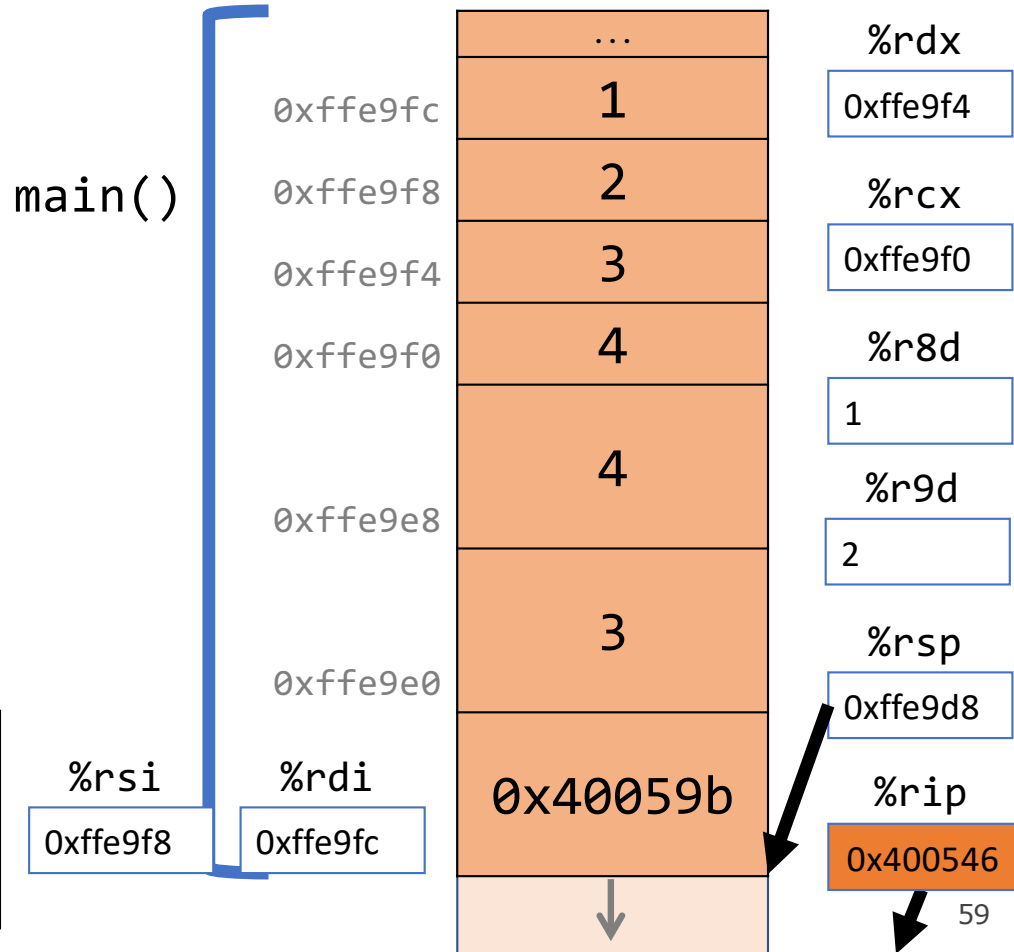 main()
0xffe9fc
0xffe9f8
0xffe9f4
0xffe9f0
0xffe9e8
0xffe9e0
...
1
2
3
4
4
3
0x40059b
%rdx
0xffe9f4
%rcx
0xffe9f0
%r8d
1
%r9d
2
%rsp
0xffe9d8
%rip
0x400546
%rsi
0xffe9f8
%rdi
0xffe9fc
59